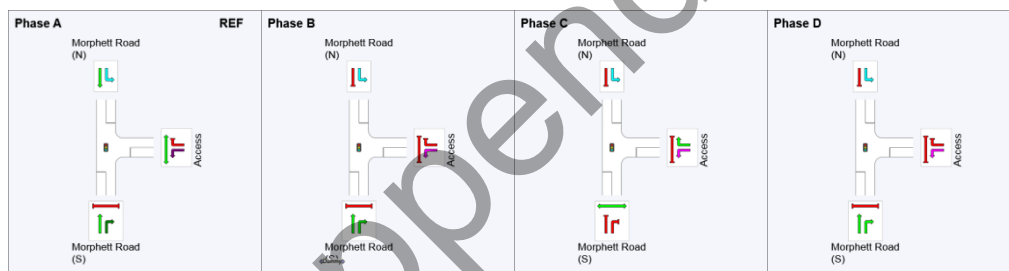 Phase A REF
Morphett Road
(N)
Access
Morphett Road
(S)
Phase B
Morphett Road
(N)
Access
Morphett Road
(S)
Phase C
Morphett Road
(N)
Access
Morphett Road
(S)
Phase D
Morphett Road
(N)
Access
Morphett Road
(S)